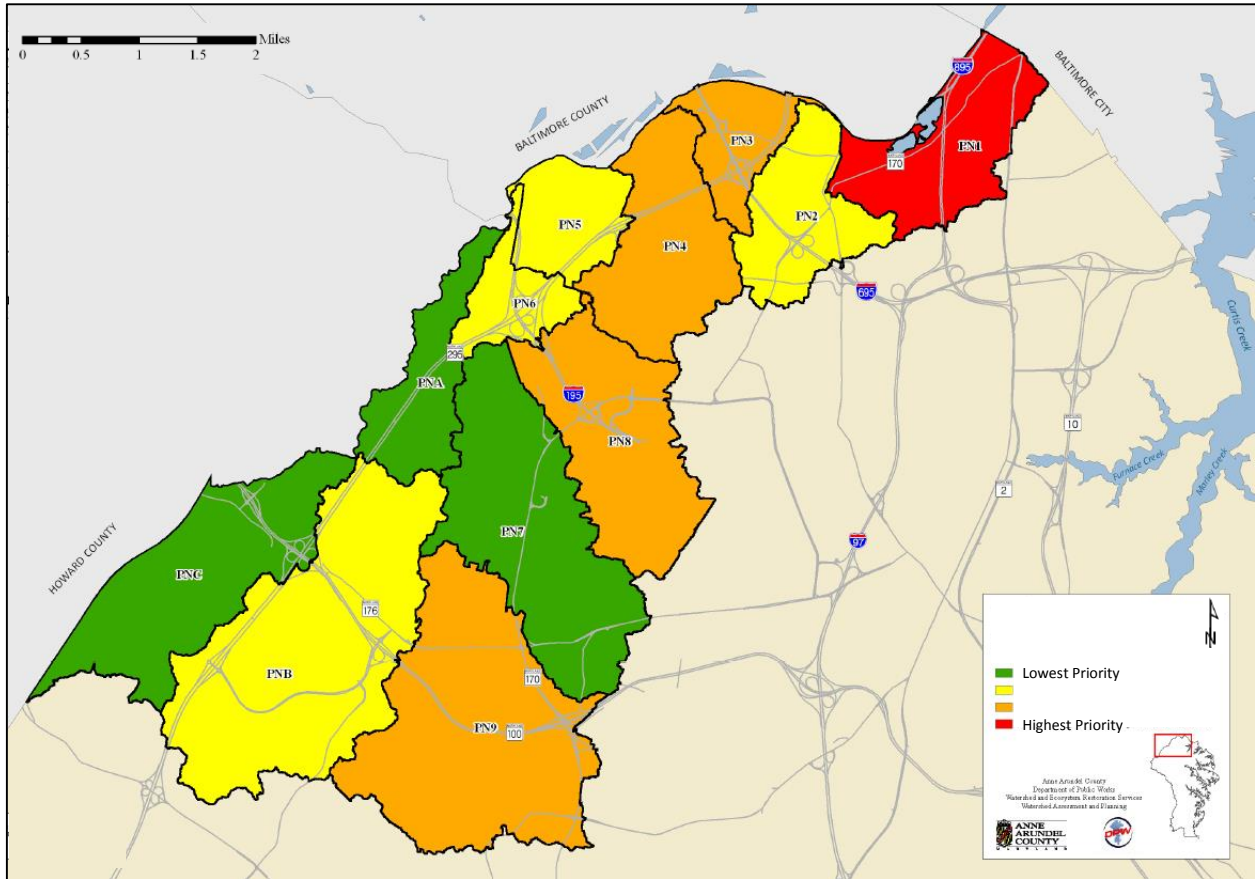 Miles
0 0.5 1 1.5 2
BALTIMORE COUNTY
BALTIMORE CITY
HOWARD COUNTY
895
PN1
170
PN3
PN2
PN5
PN4
PN6
695
295
PNA
195
PN8
10
2
Curtis Creek
Furnace Creek
Marley Creek
PN7
97
PNC
176
PNB
170
PN9
100
Lowest Priority
Highest Priority
N
Anne Arundel County
Department of Public Works
Watershed and Ecosystem Restoration Services
Watershed Assessment and Planning
ANNE
ARUNDEL
COUNTY
MARYLAND
DPW